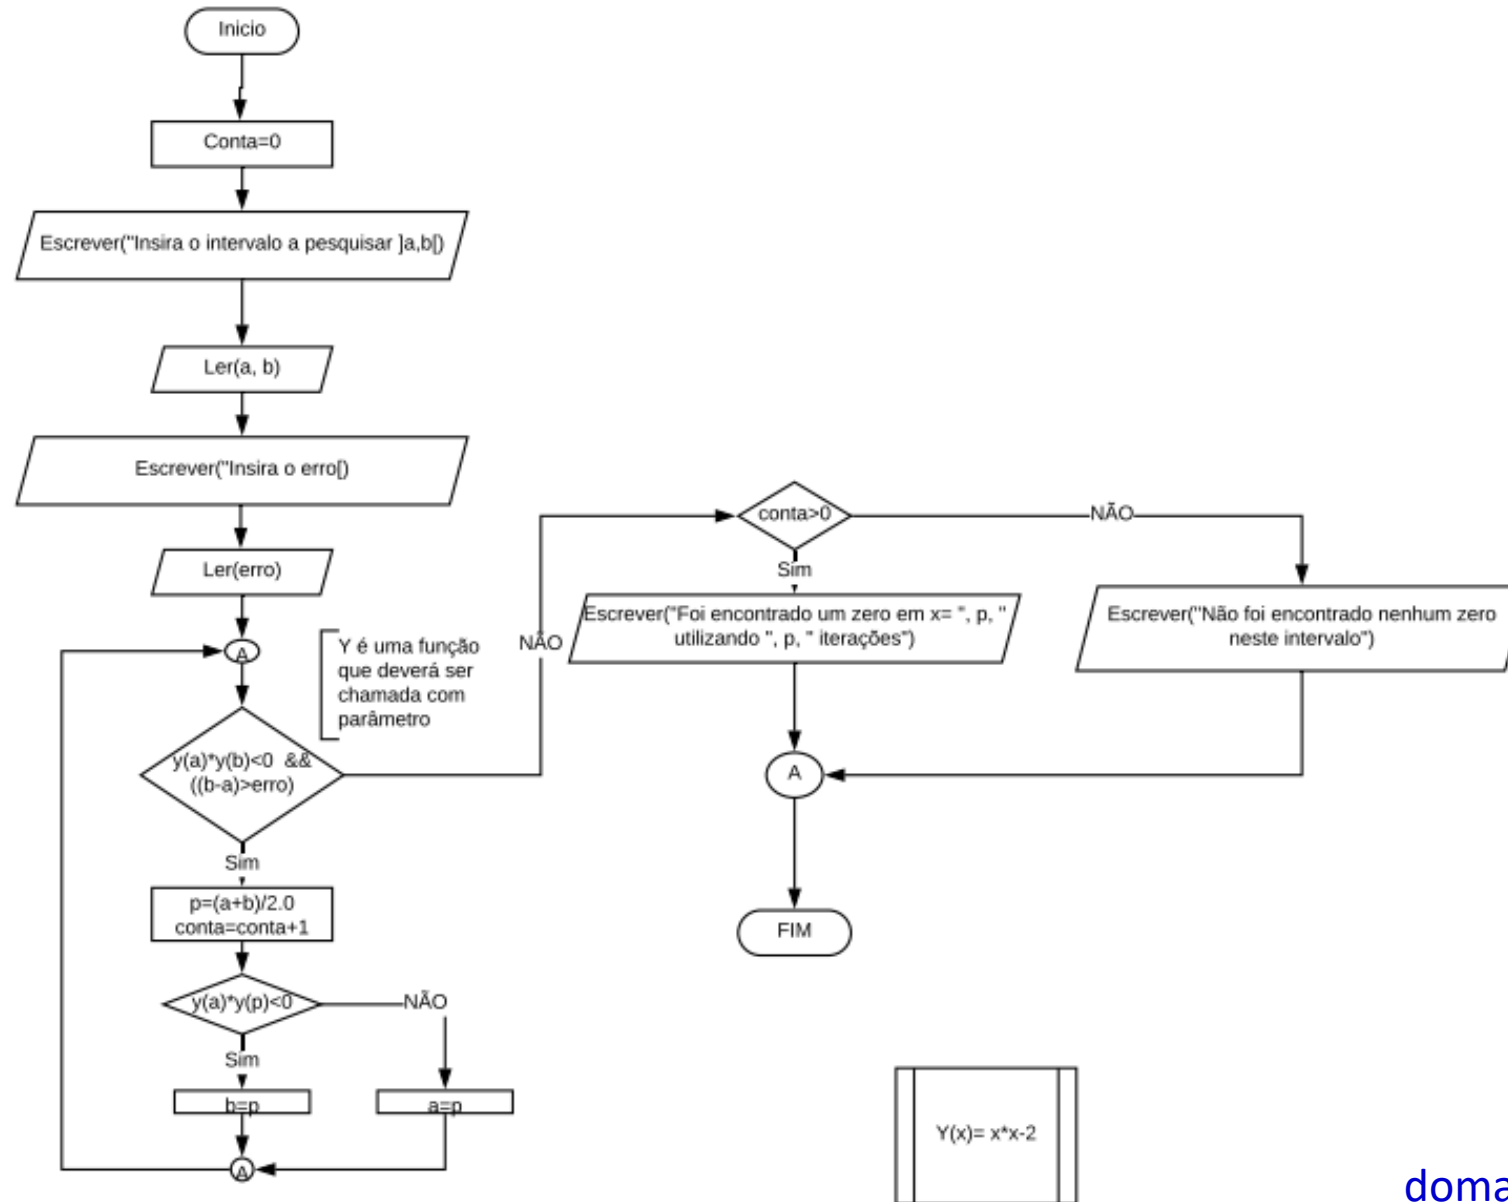 Inicio
Conta=0
Escrever("Insira o intervalo a pesquisar ]a,b[)
Ler(a, b)
Escrever("Insira o erro[)
Ler(erro)
A
Y é uma função
que deverá ser
chamada com
parâmetro
y(a)*y(b)<0 &&
((b-a)>erro)
NÃO
Sim
p=(a+b)/2.0
conta=conta+1
y(a)*y(p)<0
NÃO
Sim
b=p
a=p
A
conta>0
NÃO
Sim
Escrever("Foi encontrado um zero em x= ", p, "
utilizando ", p, " iterações")
Escrever("Não foi encontrado nenhum zero
neste intervalo")
A
FIM
Y(x)= x*x-2